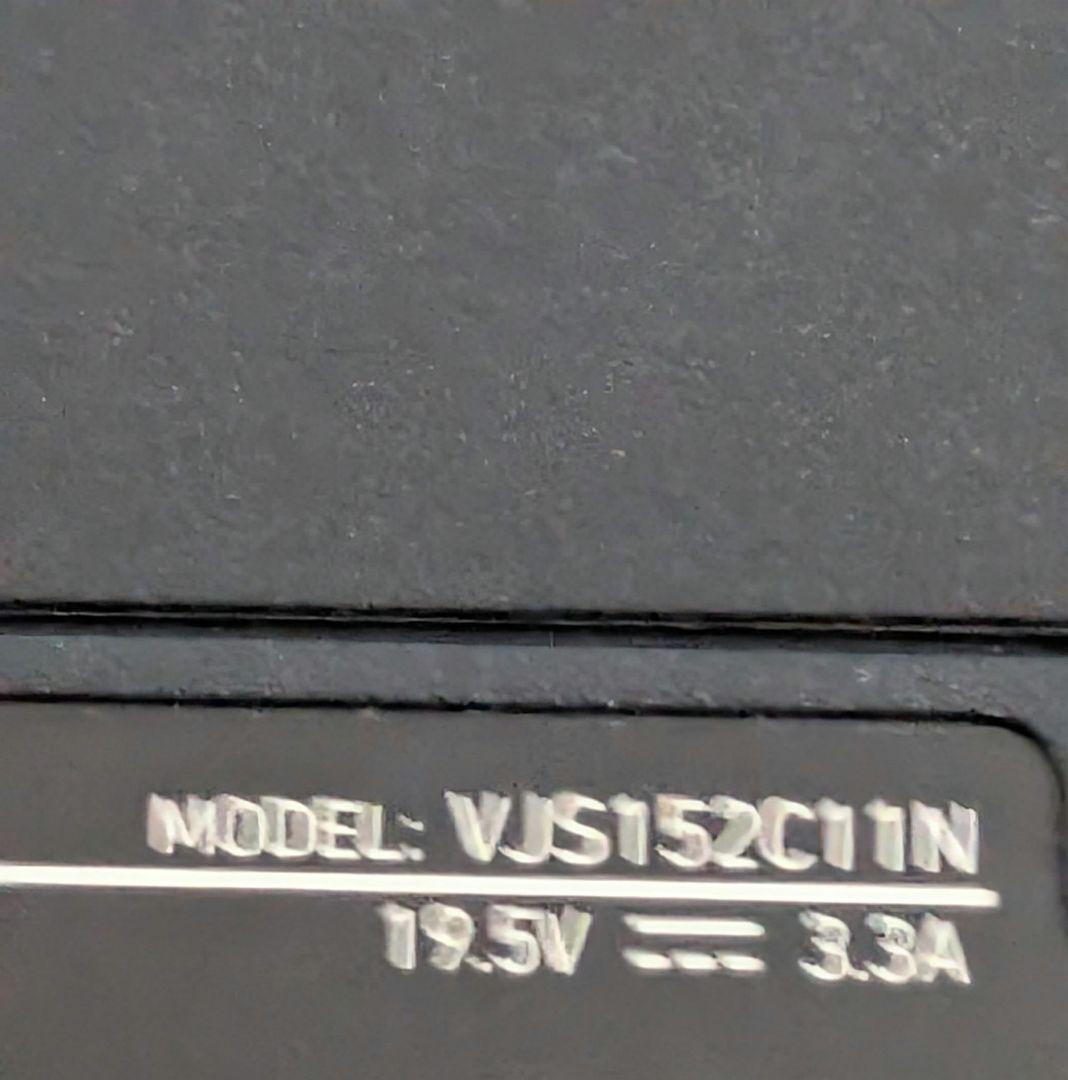 MODEL: VJS152C11N
19.5V ⎓ 3.3A